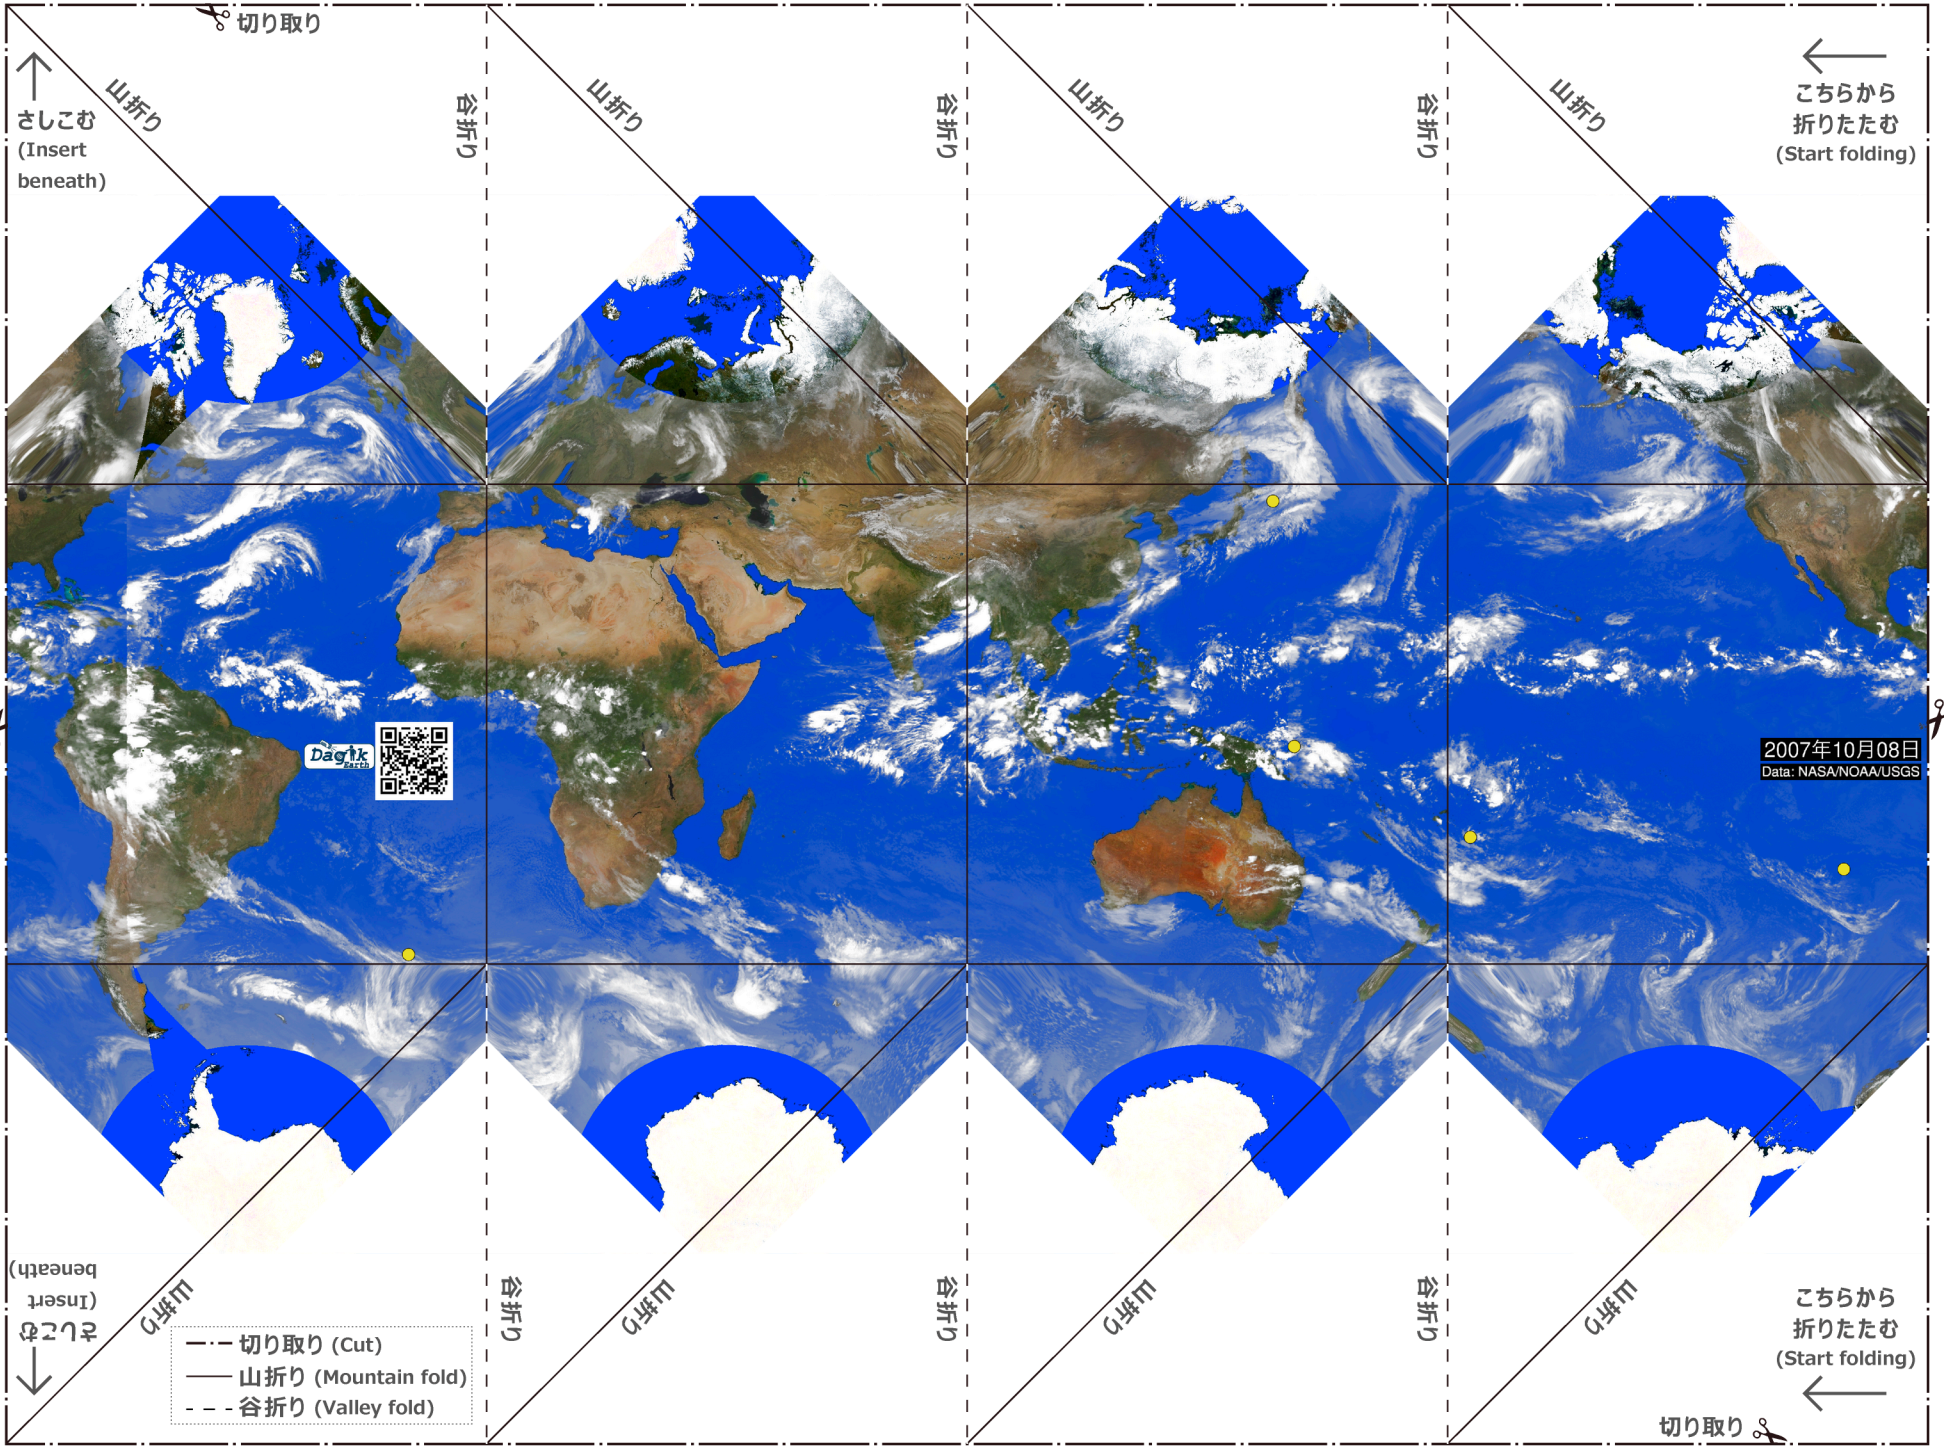 切り取り
山折り
谷折り
山折り
谷折り
山折り
谷折り
山折り
さしこむ
(Insert
beneath)
こちらから
折りたたむ
(Start folding)
Dagik
Earth
2007年10月08日
Data: NASA/NOAA/USGS
さしこむ
(Insert
beneath)
山折り
谷折り
山折り
谷折り
山折り
谷折り
山折り
こちらから
折りたたむ
(Start folding)
切り取り (Cut)
山折り (Mountain fold)
谷折り (Valley fold)
切り取り